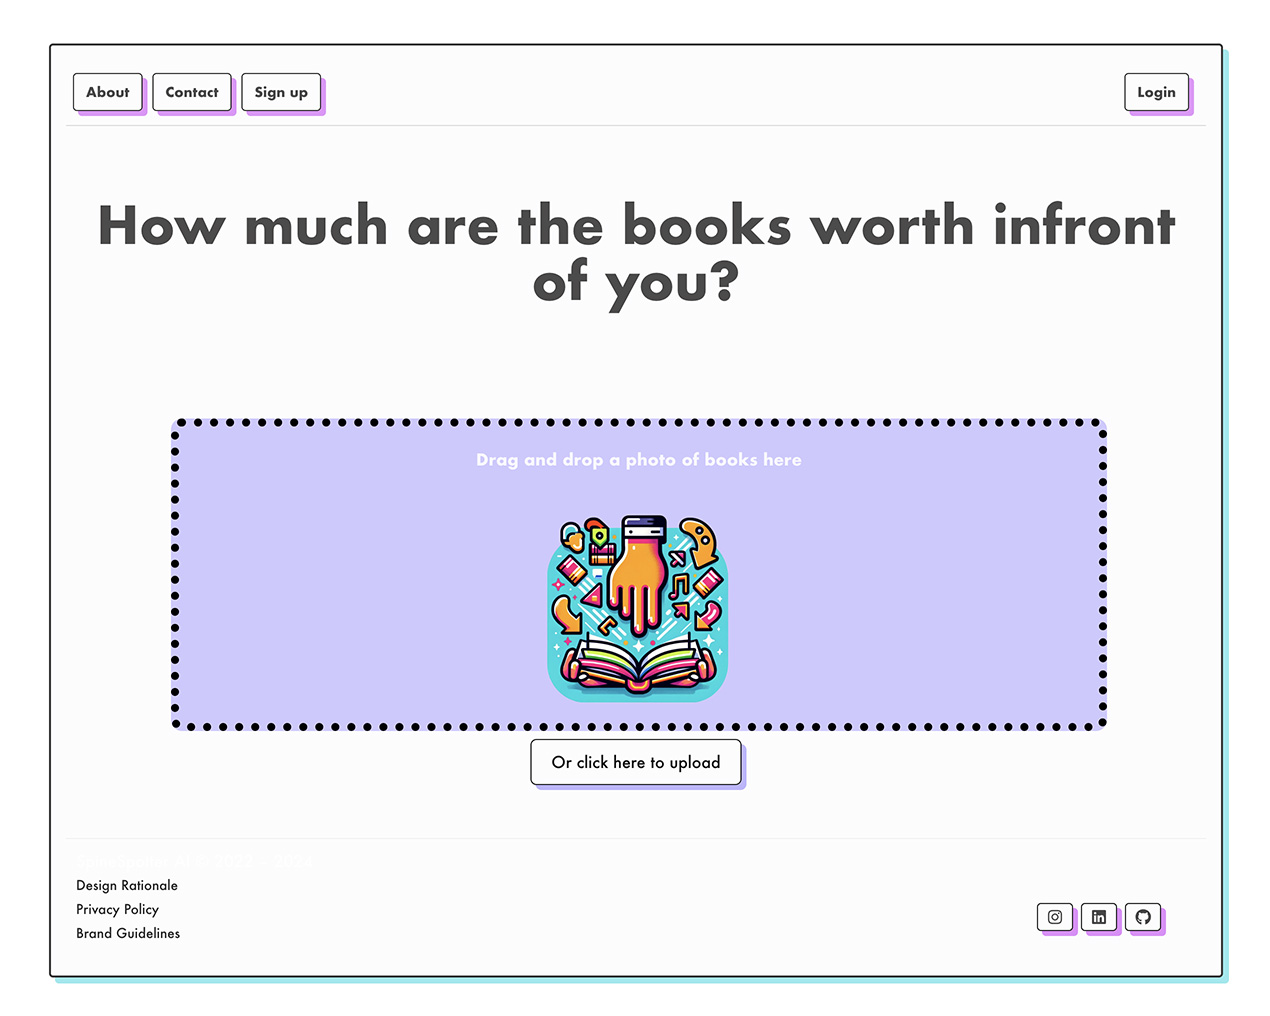 About
Contact
Sign up
Login
How much are the books worth infront
of you?
Drag and drop a photo of books here
Or click here to upload
Design Rationale
Privacy Policy
Brand Guidelines
in